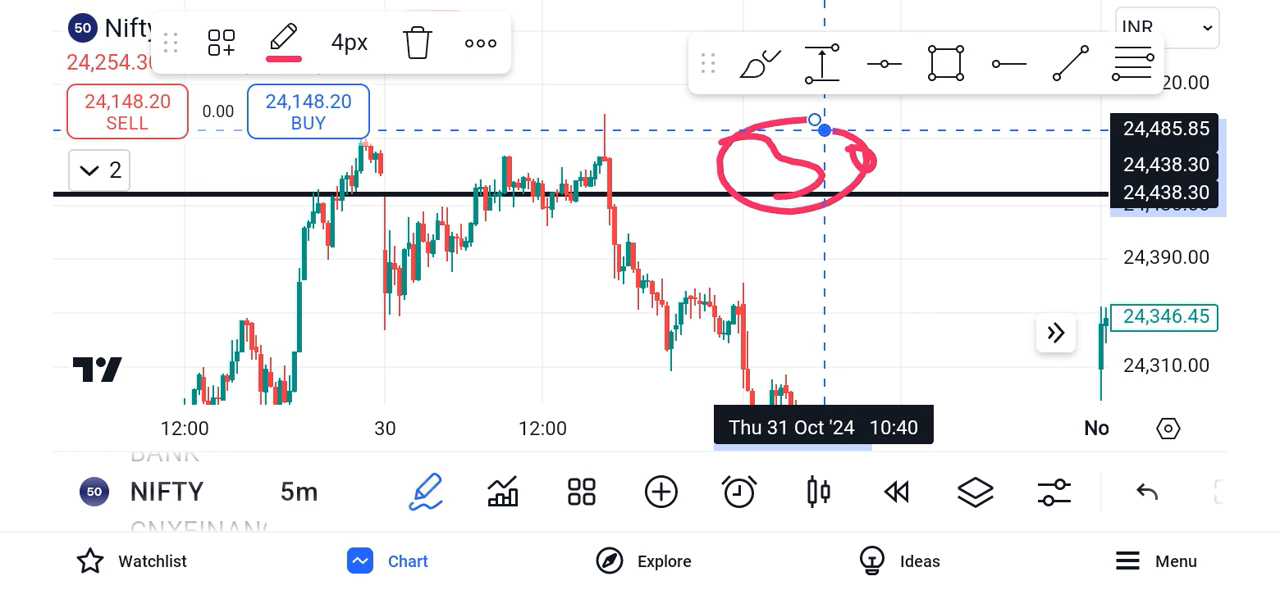 50 Nifty
4px
INR
24,254.30
20.00
24,148.20
SELL
0.00
24,148.20
BUY
24,485.85
24,438.30
24,438.30
2
24,390.00
24,346.45
24,310.00
12:00
30
12:00
Thu 31 Oct '24 10:40
No
BANK
50 NIFTY 5m
CNXFINAN
Watchlist
Chart
Explore
Ideas
Menu